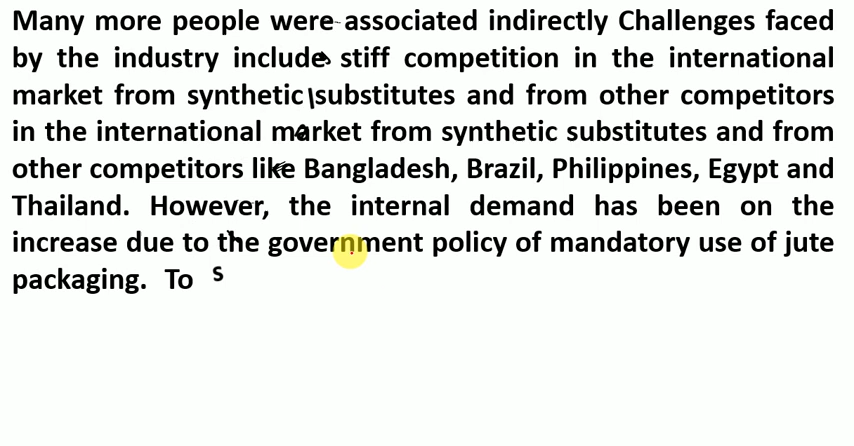 Many more people were associated indirectly Challenges faced
by the industry include stiff competition in the international
market from synthetic substitutes and from other competitors
in the international market from synthetic substitutes and from
other competitors like Bangladesh, Brazil, Philippines, Egypt and
Thailand. However, the internal demand has been on the
increase due to the government policy of mandatory use of jute
packaging. To s